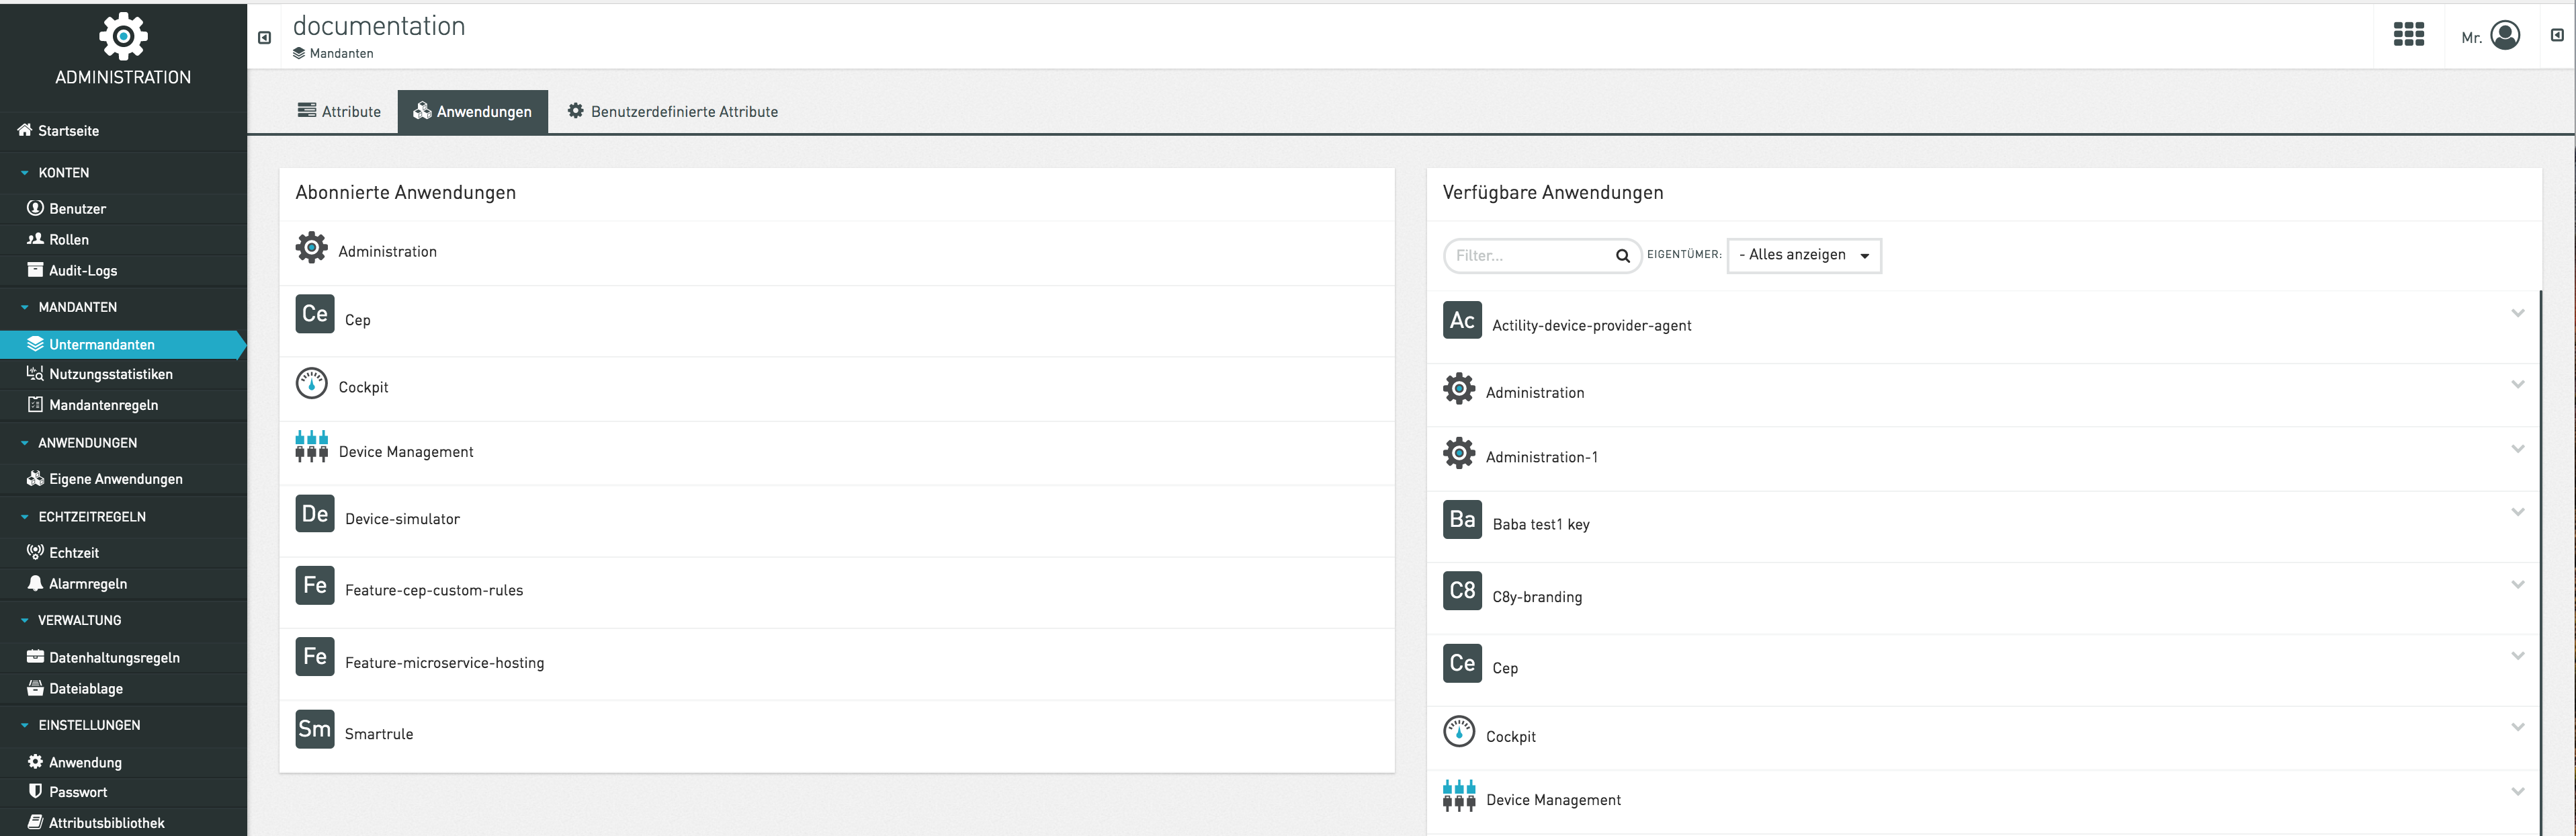 ADMINISTRATION
Startseite
KONTEN
Benutzer
Rollen
Audit-Logs
MANDANTEN
Untermandanten
Nutzungsstatistiken
Mandantenregeln
ANWENDUNGEN
Eigene Anwendungen
ECHTZEITREGELN
Echtzeit
Alarmregeln
VERWALTUNG
Datenhaltungsregeln
Dateiablage
EINSTELLUNGEN
Anwendung
Passwort
Attributsbibliothek
documentation
Mandanten
Mr.
Attribute
Anwendungen
Benutzerdefinierte Attribute
Abonnierte Anwendungen
Administration
Ce Cep
Cockpit
Device Management
De Device-simulator
Fe Feature-cep-custom-rules
Fe Feature-microservice-hosting
Sm Smartrule
Verfügbare Anwendungen
Filter... EIGENTÜMER: - Alles anzeigen
Ac Actility-device-provider-agent
Administration
Administration-1
Ba Baba test1 key
C8 C8y-branding
Ce Cep
Cockpit
Device Management